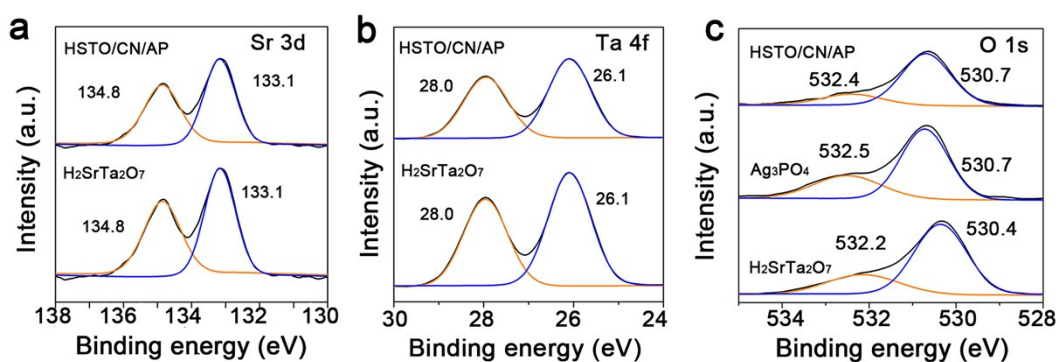 a
Sr 3d
HSTO/CN/AP
134.8
133.1
H₂SrTa₂O₇
134.8
133.1
Intensity (a.u.)
138 136 134 132 130
Binding energy (eV)
b
Ta 4f
HSTO/CN/AP
28.0
26.1
H₂SrTa₂O₇
28.0
26.1
Intensity (a.u.)
30 28 26 24
Binding energy (eV)
c
O 1s
HSTO/CN/AP
532.4
530.7
Ag₃PO₄
532.5
530.7
H₂SrTa₂O₇
532.2
530.4
Intensity (a.u.)
534 532 530 528
Binding energy (eV)